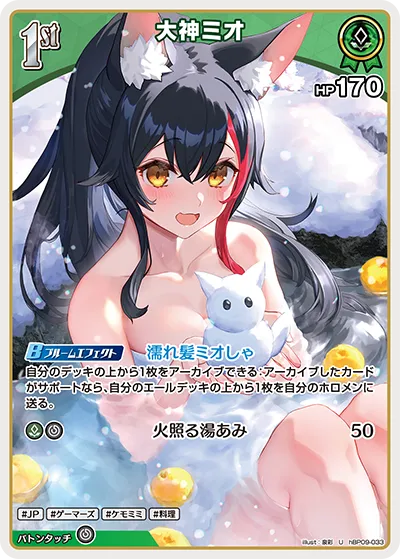 1st
大神ミオ
HP170
Bブルームエフェクト 濡れ髪ミオしゃ
自分のデッキの上から1枚をアーカイブできる:アーカイブしたカード
がサポートなら、自分のエールデッキの上から1枚を自分のホロメンに
送る。
火照る湯あみ 50
#JP #ゲーマーズ #ケモミミ #料理
バトンタッチ
illust:泉彩 U hBP09-033